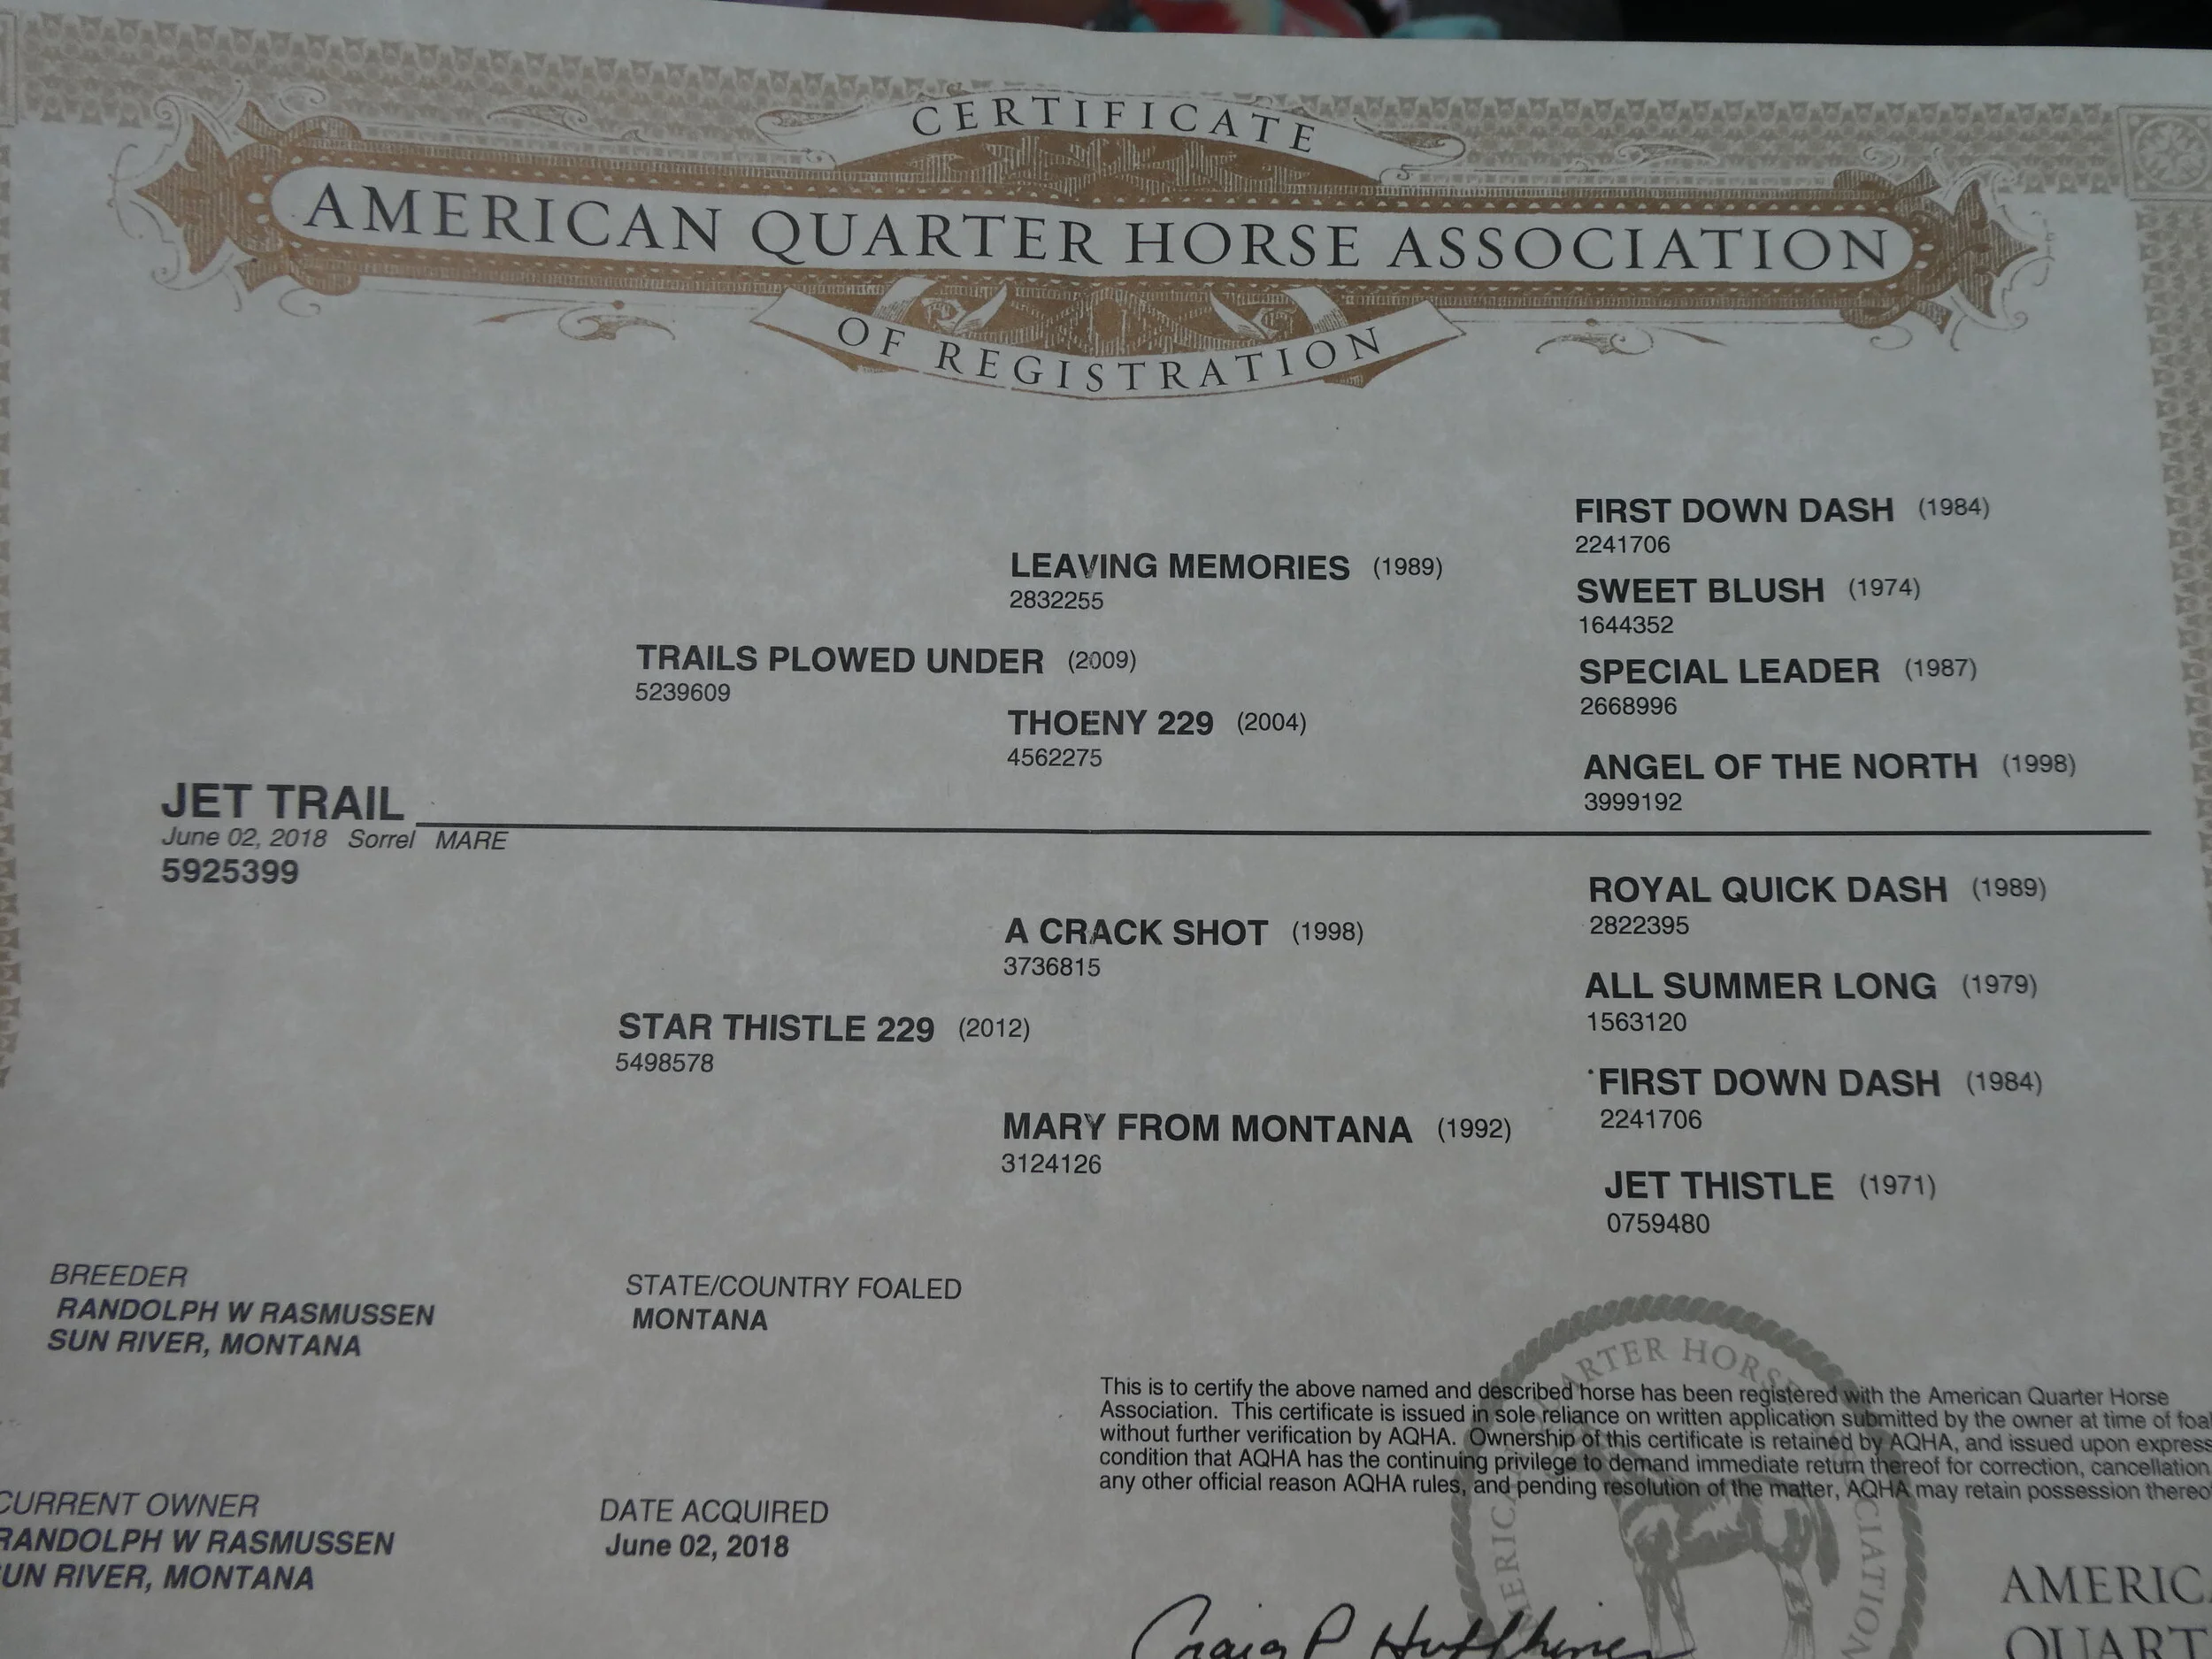 CERTIFICATE
AMERICAN QUARTER HORSE ASSOCIATION
OF REGISTRATION
FIRST DOWN DASH (1984)
2241706
LEAVING MEMORIES (1989)
2832255
SWEET BLUSH (1974)
1644352
TRAILS PLOWED UNDER (2009)
5239609
SPECIAL LEADER (1987)
2668996
THOENY 229 (2004)
4562275
ANGEL OF THE NORTH (1998)
3999192
JET TRAIL
June 02, 2018 Sorrel MARE
5925399
ROYAL QUICK DASH (1989)
2822395
A CRACK SHOT (1998)
3736815
ALL SUMMER LONG (1979)
1563120
STAR THISTLE 229 (2012)
5498578
FIRST DOWN DASH (1984)
2241706
MARY FROM MONTANA (1992)
3124126
JET THISTLE (1971)
0759480
BREEDER
RANDOLPH W RASMUSSEN
SUN RIVER, MONTANA
STATE/COUNTRY FOALED
MONTANA
This is to certify the above named and described horse has been registered with the American Quarter Horse
Association. This certificate is issued in sole reliance on written application submitted by the owner at time of foal
without further verification by AQHA. Ownership of this certificate is retained by AQHA, and issued upon express
condition that AQHA has the continuing privilege to demand immediate return thereof for correction, cancellation
any other official reason AQHA rules, and pending resolution of the matter, AQHA may retain possession thereo
CURRENT OWNER
RANDOLPH W RASMUSSEN
UN RIVER, MONTANA
DATE ACQUIRED
June 02, 2018
Craig P Huffhines
AMERIC
QUART